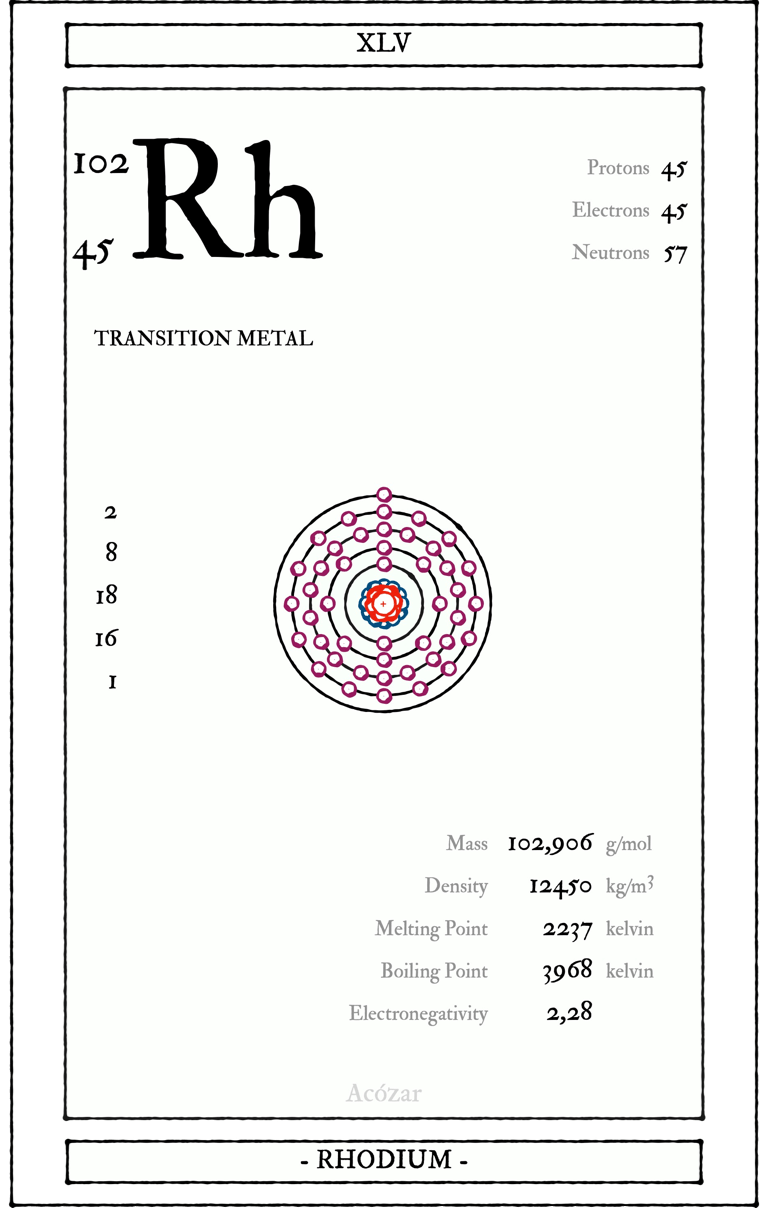 XLV
102
45
Rh
Protons 45
Electrons 45
Neutrons 57
TRANSITION METAL
2
8
18
16
1
+
Mass 102,906 g/mol
Density 12450 kg/m³
Melting Point 2237 kelvin
Boiling Point 3968 kelvin
Electronegativity 2,28
Acózar
- RHODIUM -